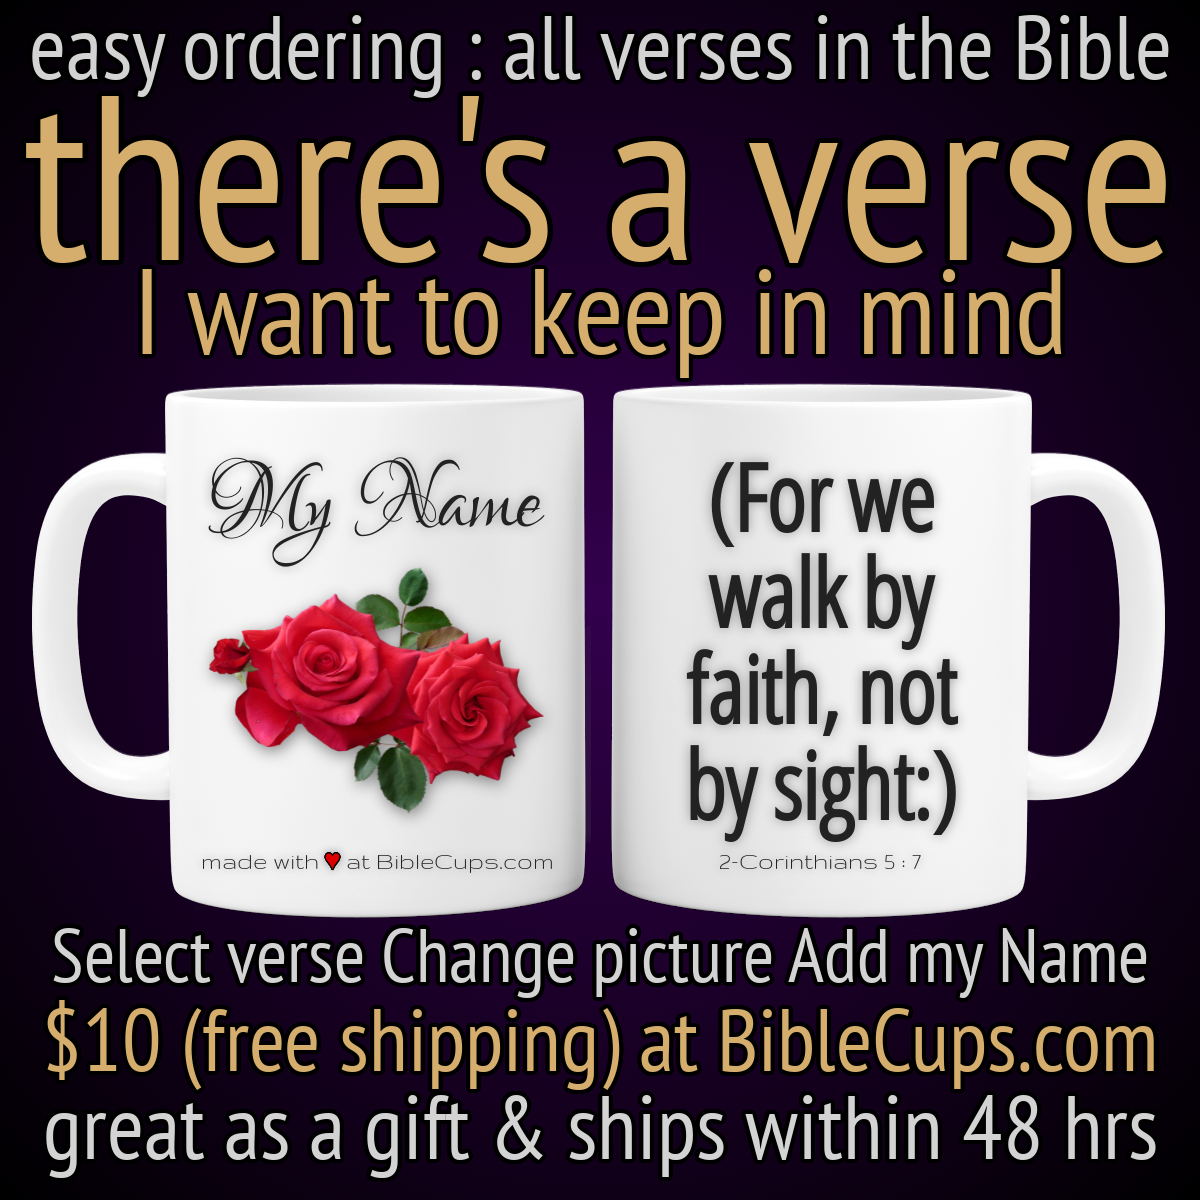 easy ordering : all verses in the Bible
there's a verse
I want to keep in mind
My Name
made with ❤ at BibleCups.com
(For we
walk by
faith, not
by sight:)
2-Corinthians 5 : 7
Select verse Change picture Add my Name
$10 (free shipping) at BibleCups.com
great as a gift & ships within 48 hrs